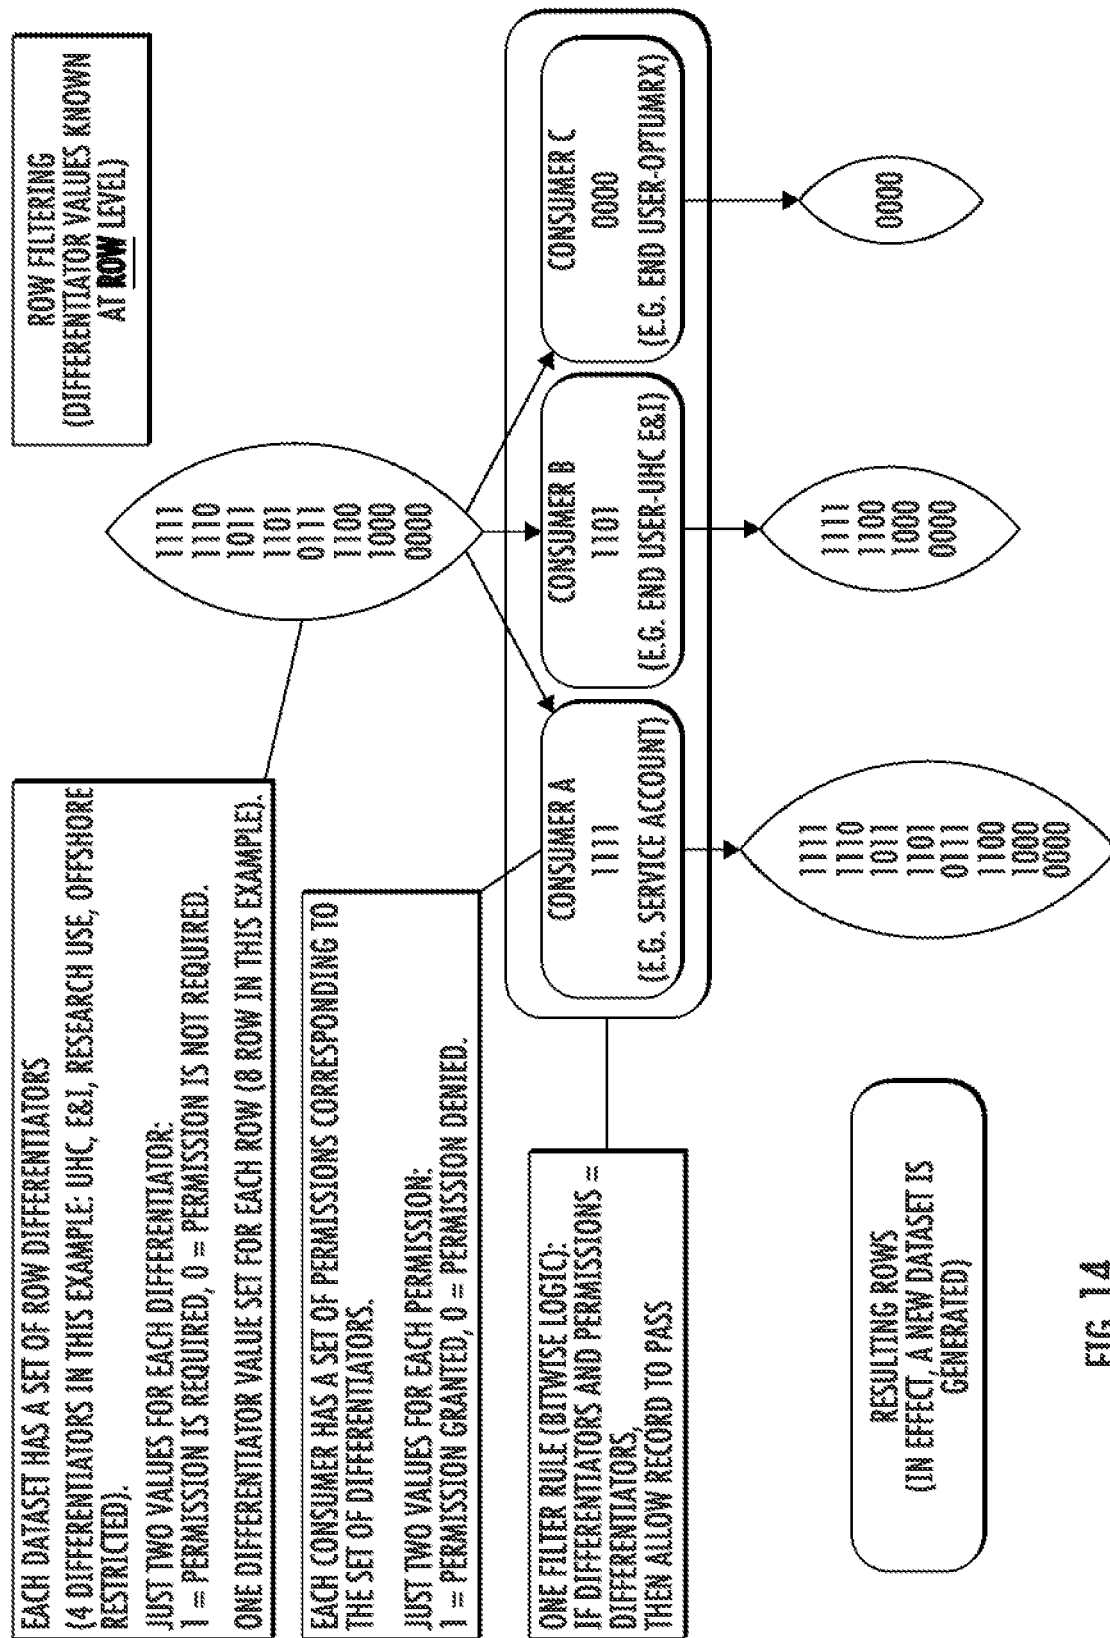 ROW FILTERING
(DIFFERENTIATOR VALUES KNOWN
AT ROW LEVEL)
EACH DATASET HAS A SET OF ROW DIFFERENTIATORS
(4 DIFFERENTIATORS IN THIS EXAMPLE: UHC, E&I, RESEARCH USE, OFFSHORE
RESTRICTED).
JUST TWO VALUES FOR EACH DIFFERENTIATOR:
1 = PERMISSION IS REQUIRED, 0 = PERMISSION IS NOT REQUIRED.
ONE DIFFERENTIATOR VALUE SET FOR EACH ROW (8 ROW IN THIS EXAMPLE).
1111
1110
1011
1101
0111
1100
1000
0000
EACH CONSUMER HAS A SET OF PERMISSIONS CORRESPONDING TO
THE SET OF DIFFERENTIATORS.
JUST TWO VALUES FOR EACH PERMISSION:
1 = PERMISSION GRANTED, 0 = PERMISSION DENIED.
ONE FILTER RULE (BITWISE LOGIC):
IF DIFFERENTIATORS AND PERMISSIONS =
DIFFERENTIATORS,
THEN ALLOW RECORD TO PASS
CONSUMER A
1111
(E.G. SERVICE ACCOUNT)
CONSUMER B
1101
(E.G. END USER-UHC E&I)
CONSUMER C
0000
(E.G. END USER-OPTUMRX)
RESULTING ROWS
(IN EFFECT, A NEW DATASET IS
GENERATED)
1111
1110
1011
1101
0111
1100
1000
0000
1111
1100
1000
0000
0000
FIG. 14